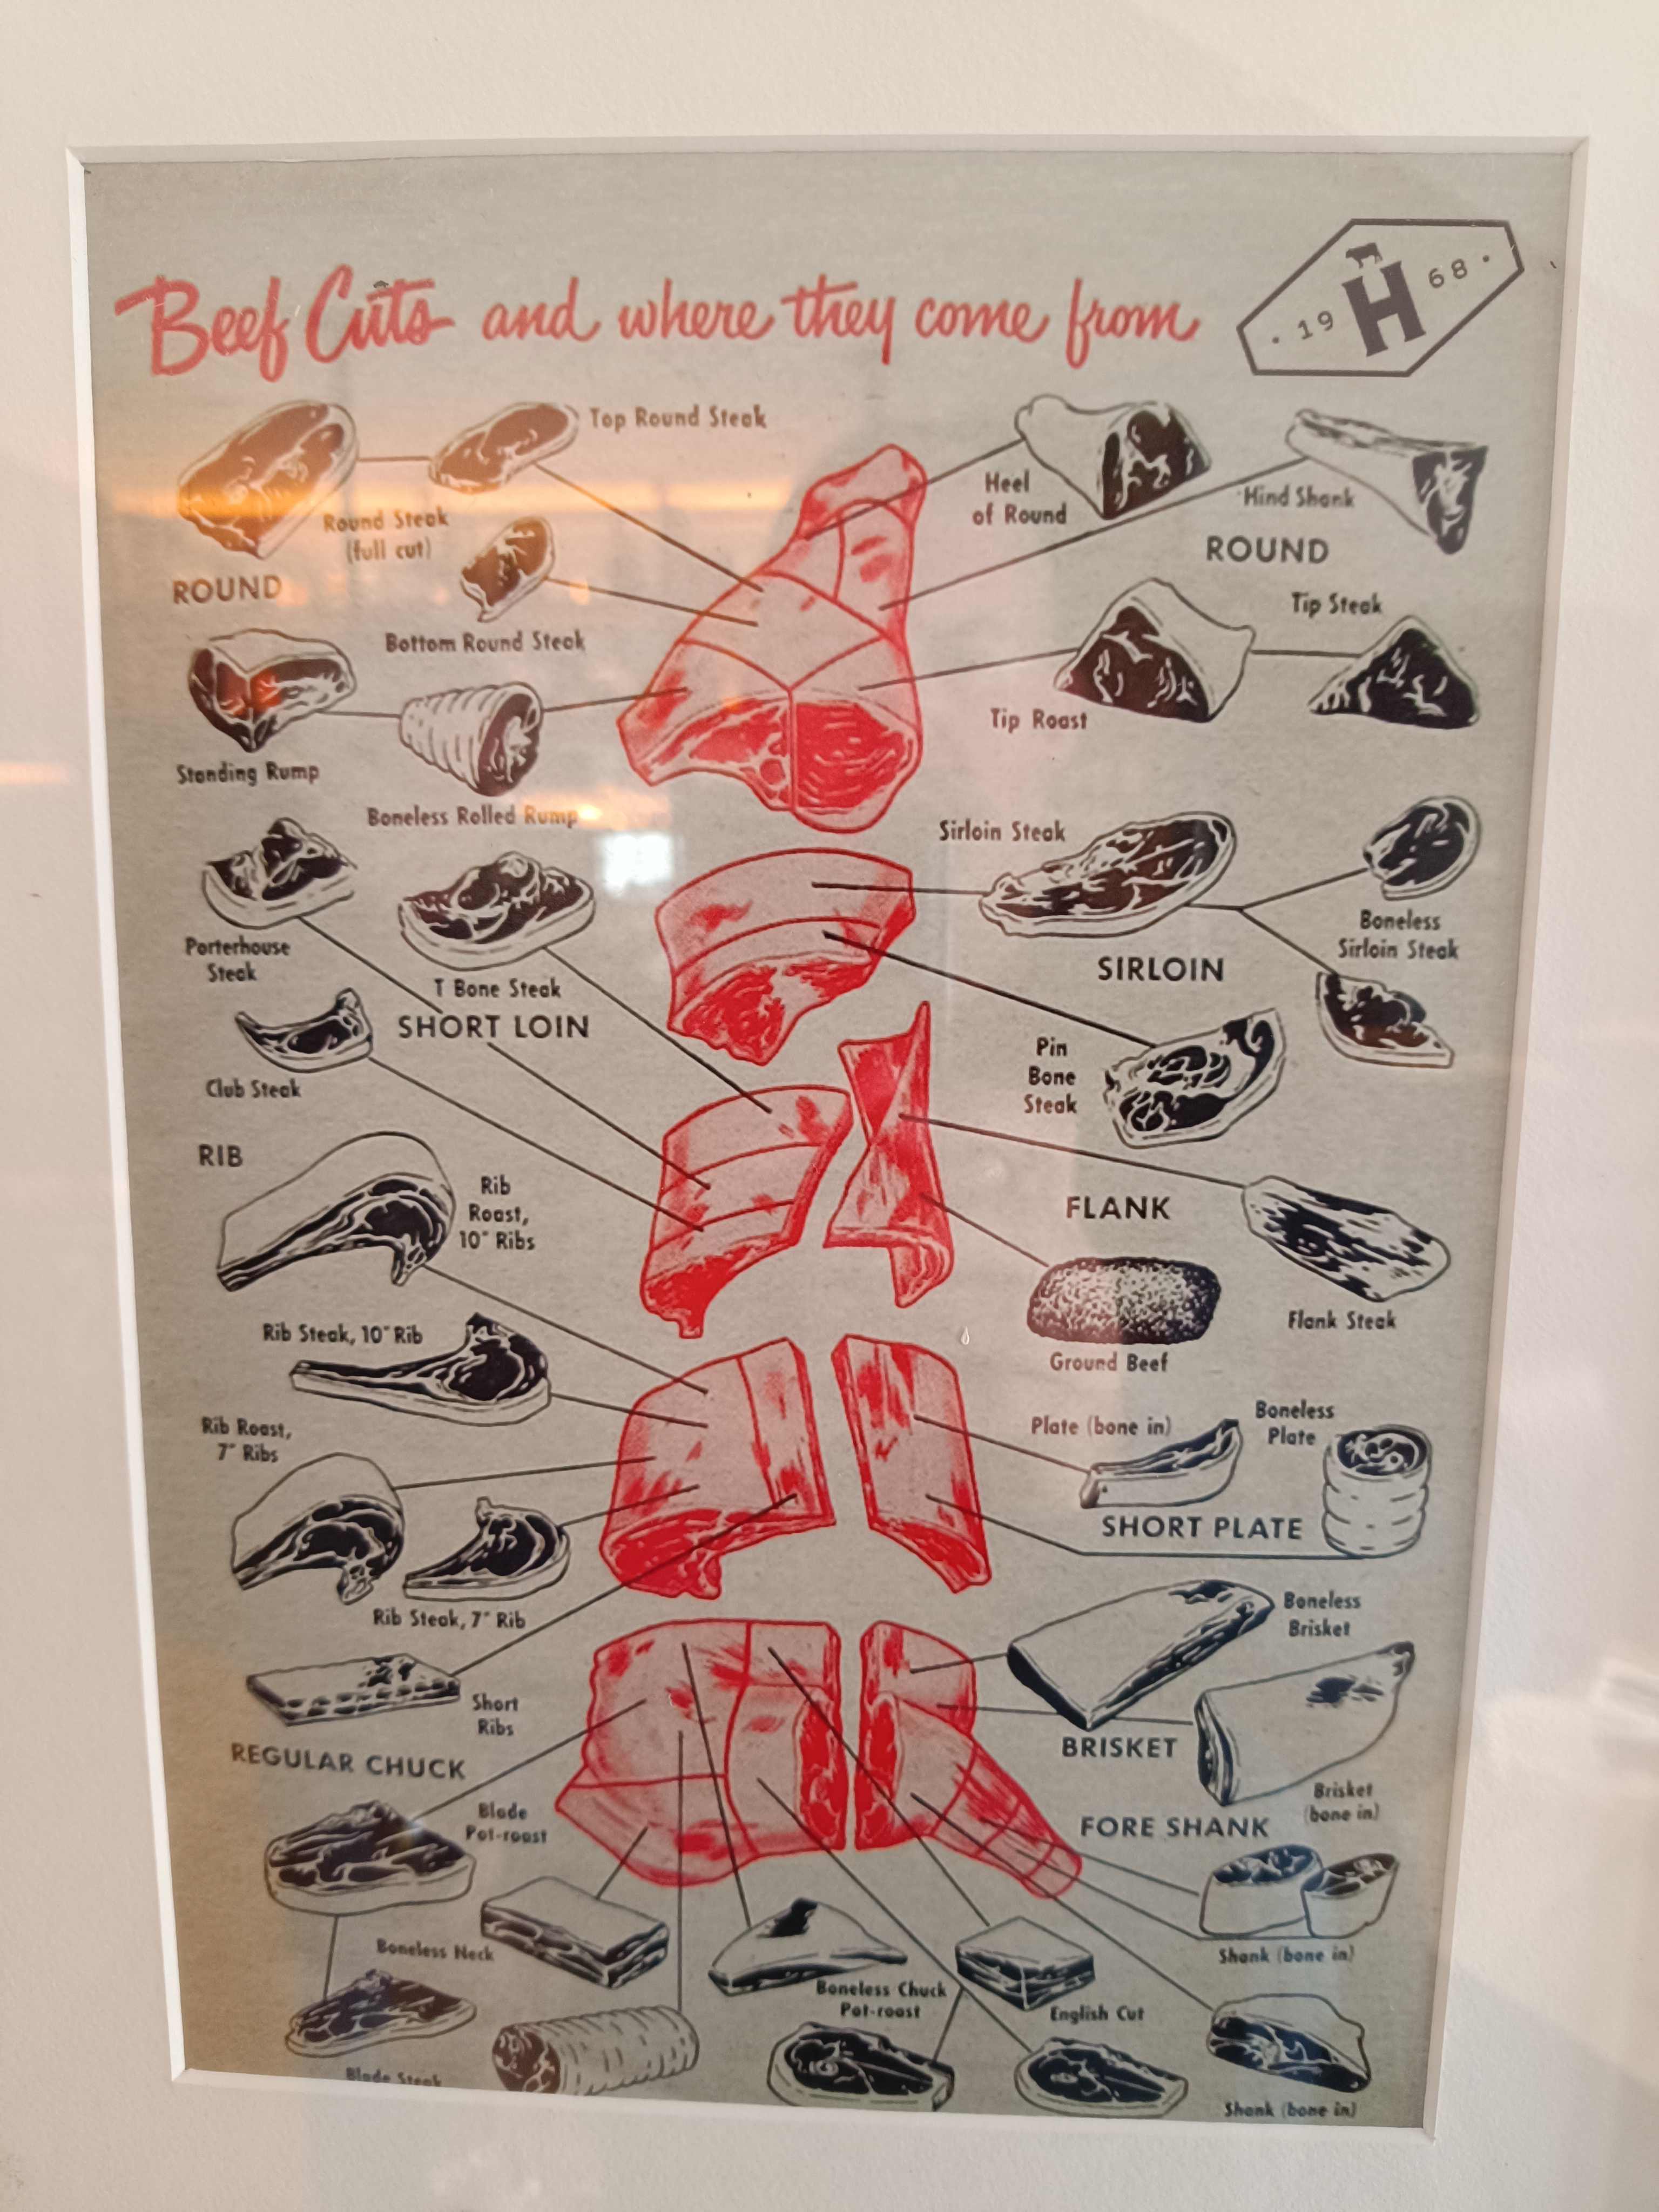 Beef Cuts and where they come from
· 19 H 68 ·
Top Round Steak
Round Steak
(full cut)
ROUND
Bottom Round Steak
Standing Rump
Boneless Rolled Rump
Heel
of Round
Hind Shank
ROUND
Tip Steak
Tip Roast
Porterhouse
Steak
T Bone Steak
SHORT LOIN
Club Steak
Sirloin Steak
Boneless
Sirloin Steak
SIRLOIN
Pin
Bone
Steak
RIB
Rib
Roast,
10" Ribs
Rib Steak, 10" Rib
Rib Roast,
7" Ribs
Rib Steak, 7" Rib
Short
Ribs
FLANK
Flank Steak
Ground Beef
Plate (bone in)
Boneless
Plate
SHORT PLATE
Boneless
Brisket
BRISKET
Brisket
(bone in)
REGULAR CHUCK
Blade
Pot-roast
Boneless Neck
Blade Steak
Boneless Chuck
Pot-roast
English Cut
FORE SHANK
Shank (bone in)
Shank (bone in)